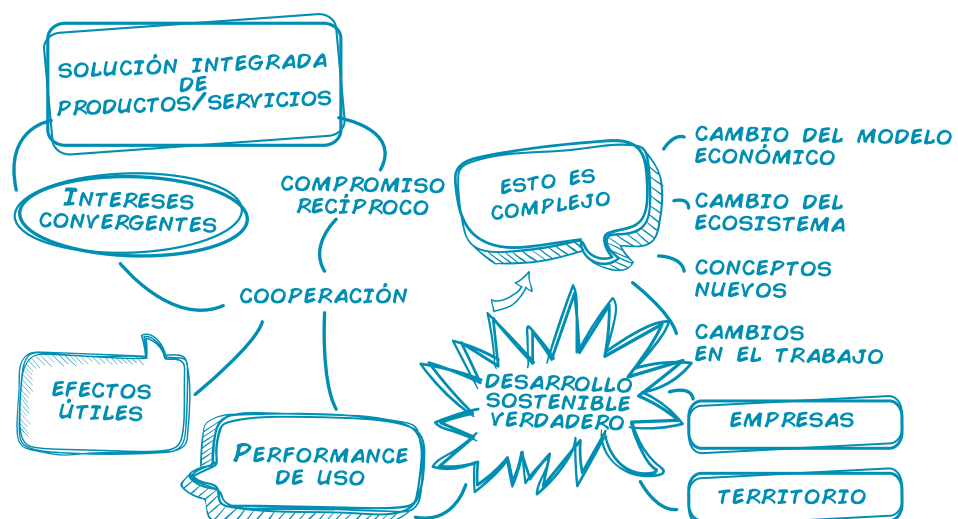 SOLUCIÓN INTEGRADA
DE
PRODUCTOS/SERVICIOS
INTERESES
CONVERGENTES
COMPROMISO
RECÍPROCO
COOPERACIÓN
EFECTOS
ÚTILES
PERFORMANCE
DE USO
ESTO ES
COMPLEJO
CAMBIO DEL MODELO
ECONÓMICO
CAMBIO DEL
ECOSISTEMA
CONCEPTOS
NUEVOS
CAMBIOS
EN EL TRABAJO
DESARROLLO
SOSTENIBLE
VERDADERO
EMPRESAS
TERRITORIO